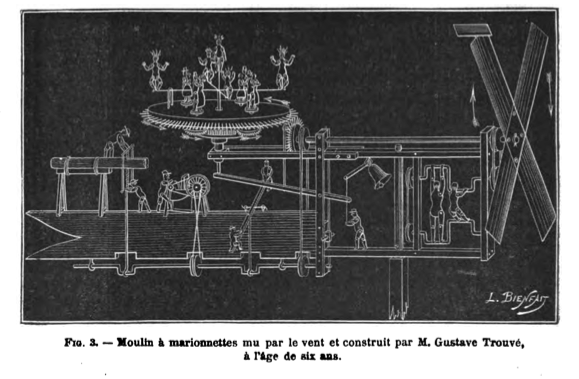 L. BIENFAIT
FIG. 3. — Moulin à marionnettes mu par le vent et construit par M. Gustave Trouvé,
à l'âge de six ans.